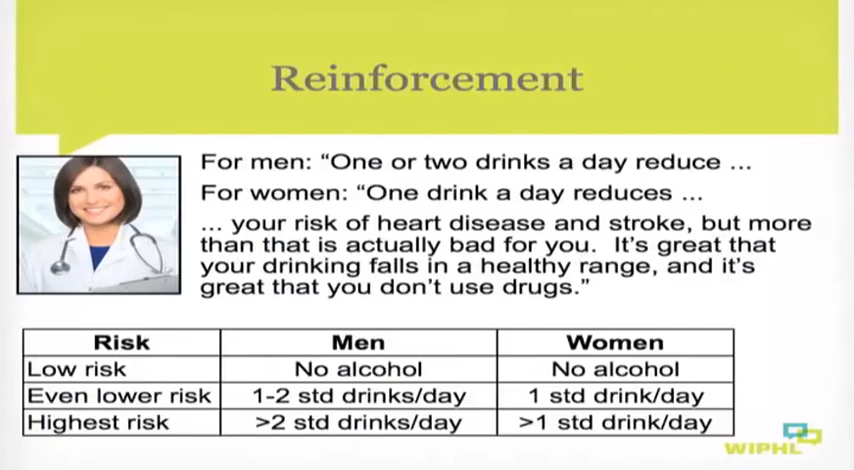 Reinforcement
For men: “One or two drinks a day reduce ...
For women: “One drink a day reduces ...
... your risk of heart disease and stroke, but more
than that is actually bad for you.  It’s great that
your drinking falls in a healthy range, and it’s
great that you don’t use drugs.”
Risk Men Women
Low risk No alcohol No alcohol
Even lower risk 1-2 std drinks/day 1 std drink/day
Highest risk >2 std drinks/day >1 std drink/day
WIPHL